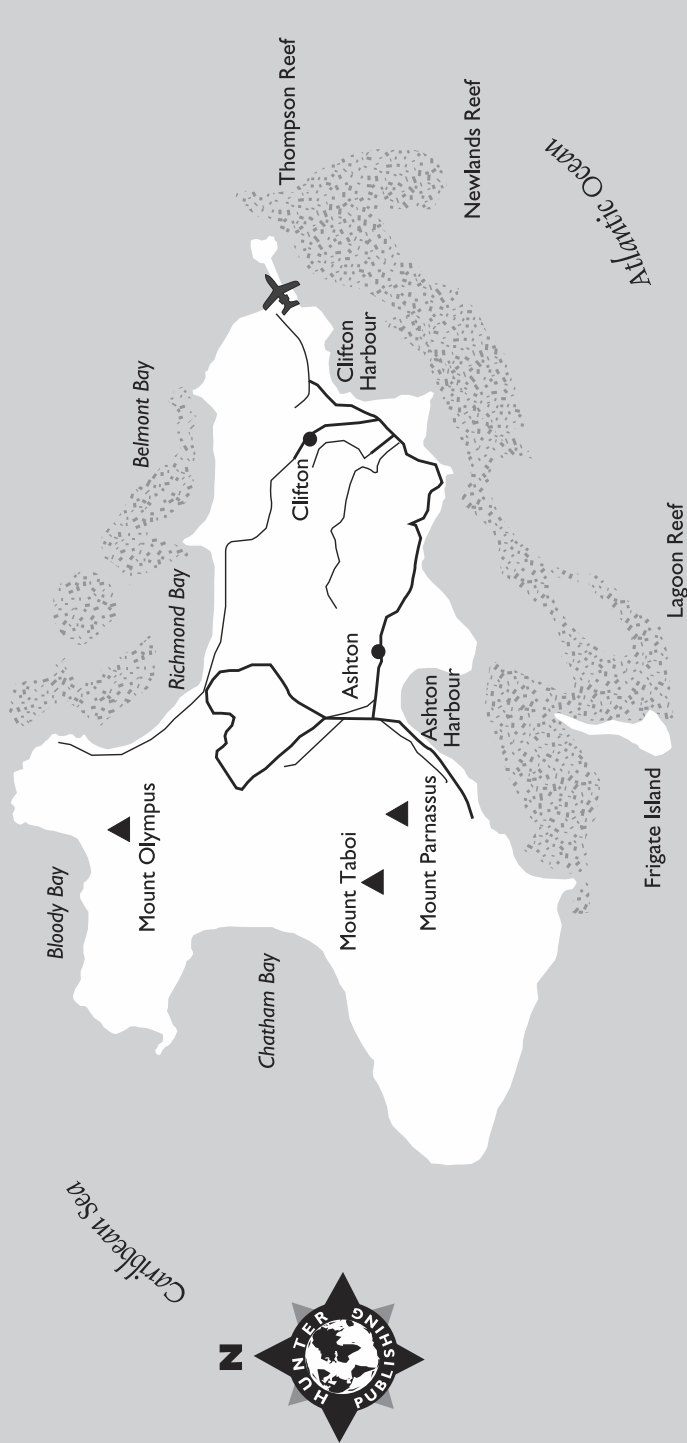 Caribbean Sea
Bloody Bay
Mount Olympus
Richmond Bay
Belmont Bay
Thompson Reef
Chatham Bay
Clifton
Clifton
Harbour
Mount Taboi
Ashton
Mount Parnassus
Ashton
Harbour
Newlands Reef
Atlantic Ocean
Frigate Island
Lagoon Reef
N
HUNTER
PUBLISHING